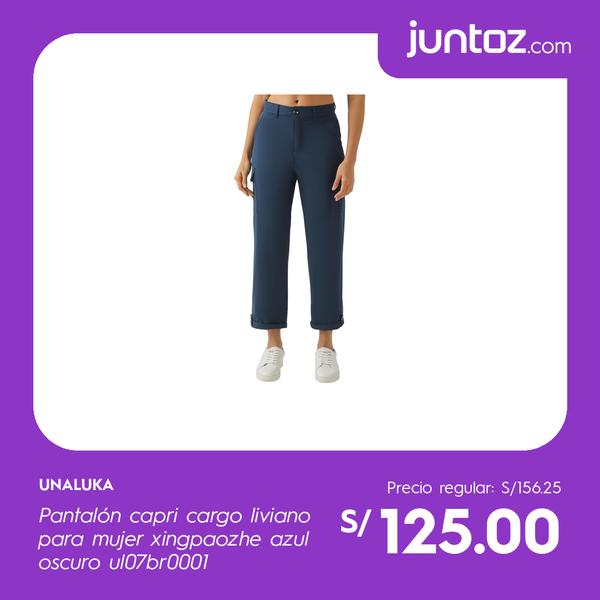 juntoz.com
UNALUKA
Pantalón capri cargo liviano
para mujer xingpaozhe azul
oscuro ul07br0001
Precio regular: S/156.25
S/125.00